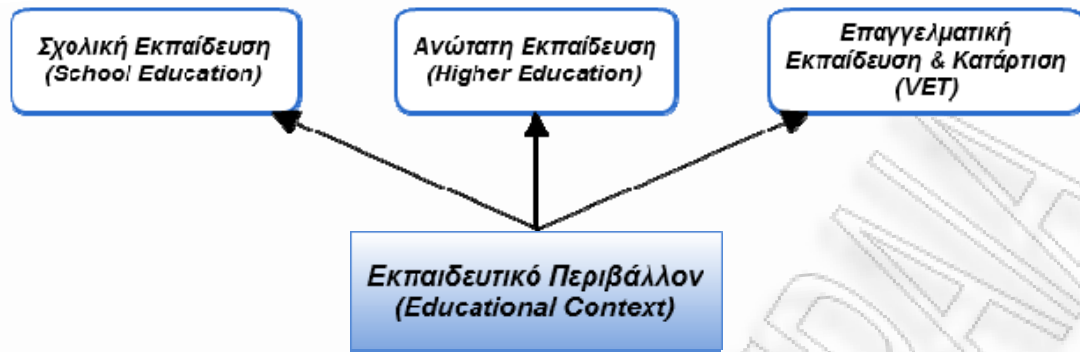 Σχολική Εκπαίδευση
(School Education)
Ανώτατη Εκπαίδευση
(Higher Education)
Επαγγελματική
Εκπαίδευση & Κατάρτιση
(VET)
Εκπαιδευτικό Περιβάλλον
(Educational Context)